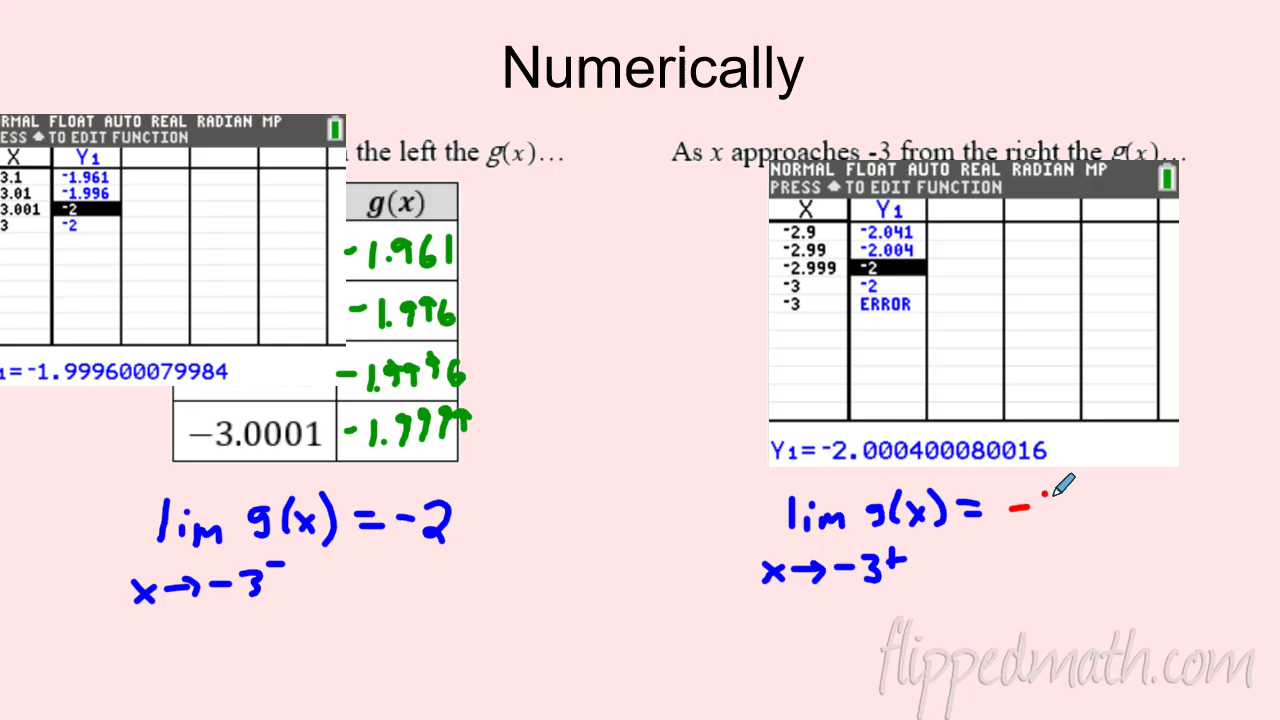 Numerically
RMAL FLOAT AUTO REAL RADIAN MP
ESS TO EDIT FUNCTION
X Y1
3.1 -1.961
3.01 -1.996
3.001 -2
3 -2
1=-1.999600079984
the left the g(x)…
g(x)
-1.961
-1.996
-1.9996
-3.0001 -1.9999
lim g(x) = -2
x→-3⁻
As x approaches -3 from the right the g(x)…
NORMAL FLOAT AUTO REAL RADIAN MP
PRESS TO EDIT FUNCTION
X Y1
-2.9 -2.041
-2.99 -2.004
-2.999 -2
-3 -2
-3 ERROR
Y1=-2.000400080016
lim g(x) = -
x→-3⁺
flippedmath.com